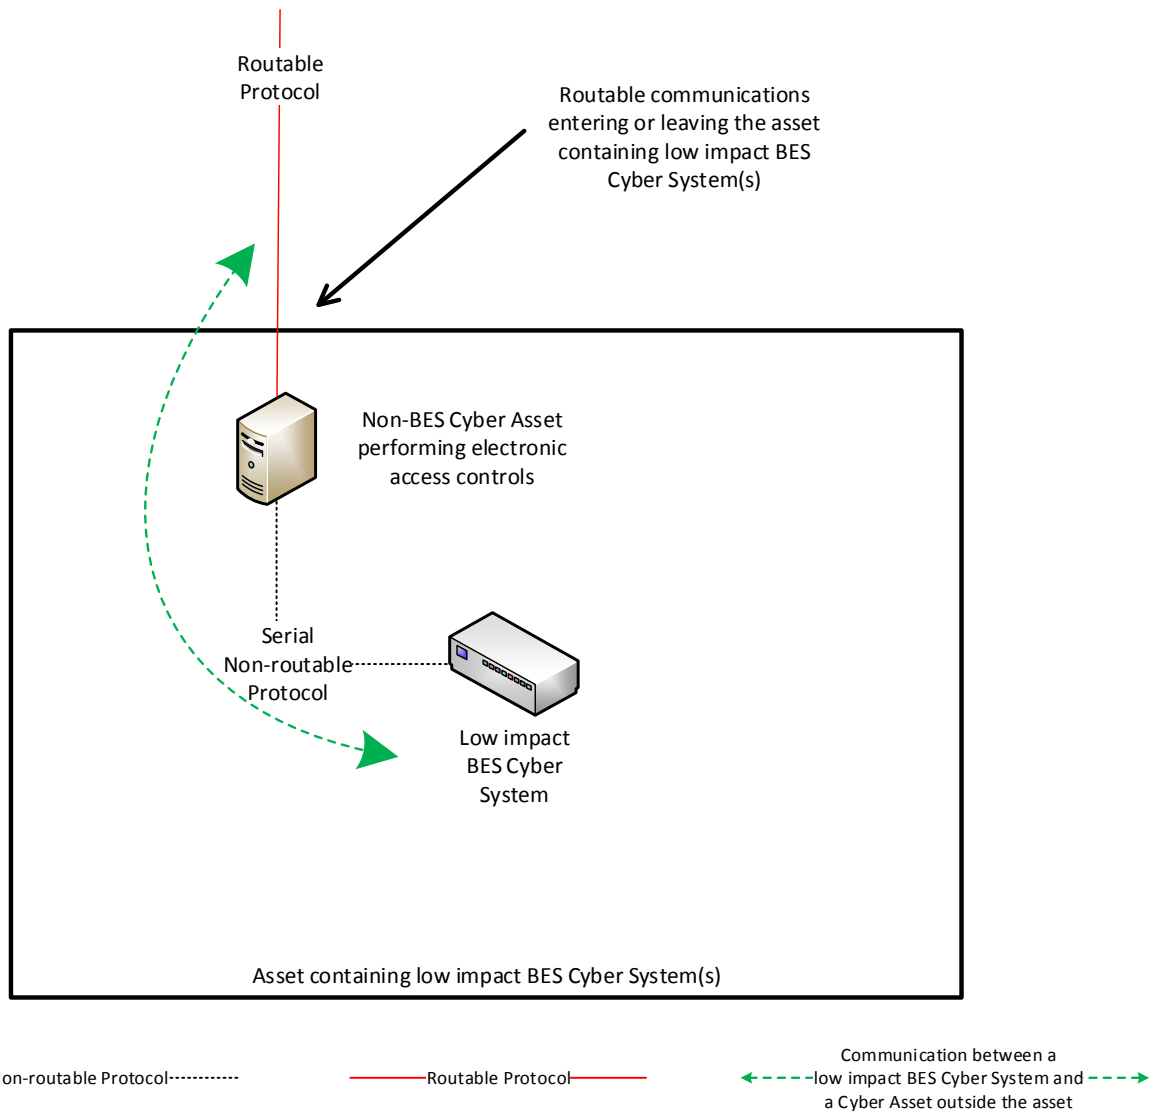 Routable
Protocol
Routable communications
entering or leaving the asset
containing low impact BES
Cyber System(s)
Non-BES Cyber Asset
performing electronic
access controls
Serial
Non-routable
Protocol
Low impact
BES Cyber
System
Asset containing low impact BES Cyber System(s)
on-routable Protocol
Routable Protocol
Communication between a
low impact BES Cyber System and
a Cyber Asset outside the asset